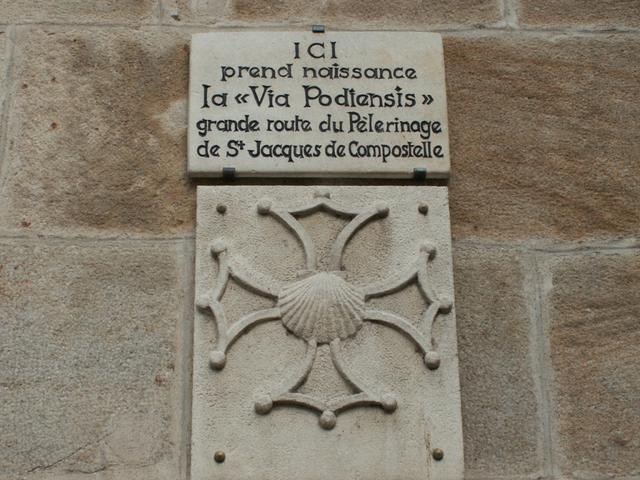 ICI
prend naissance
la «Via Podiensis»
grande route du Pèlerinage
de St Jacques de Compostelle